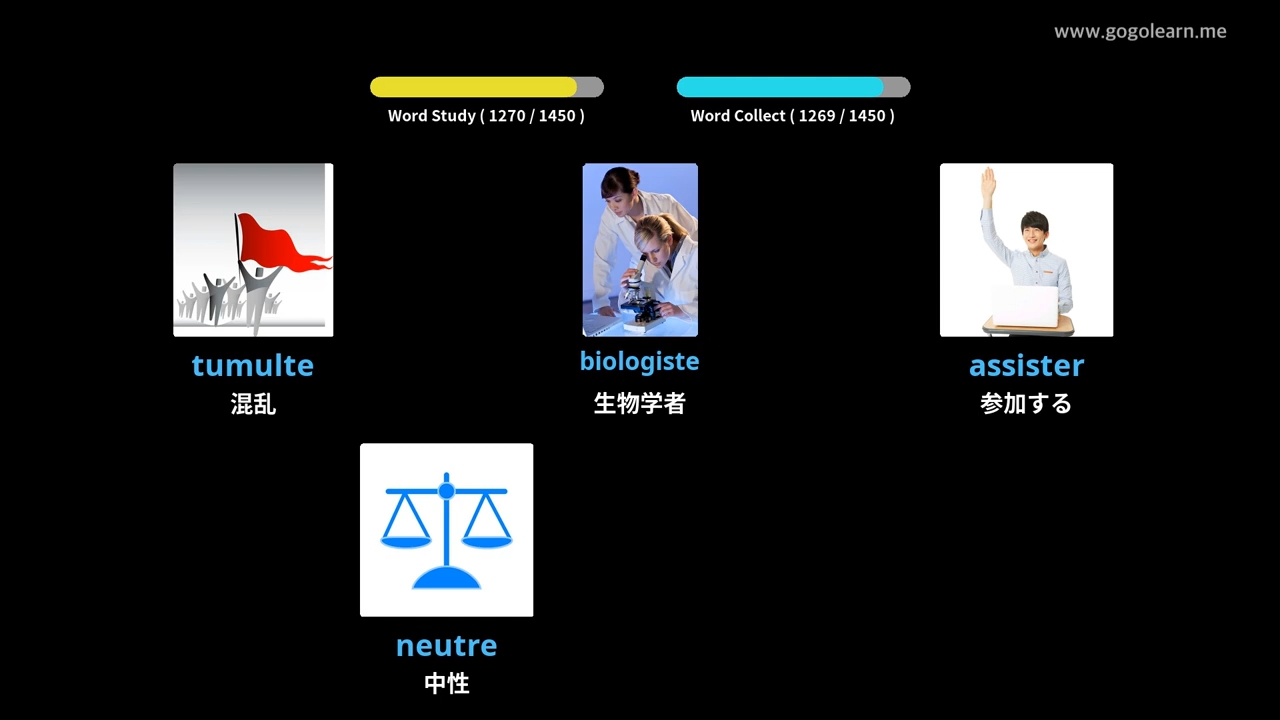 www.gogolearn.me
Word Study ( 1270 / 1450 )
Word Collect ( 1269 / 1450 )
tumulte
混乱
biologiste
生物学者
assister
参加する
neutre
中性